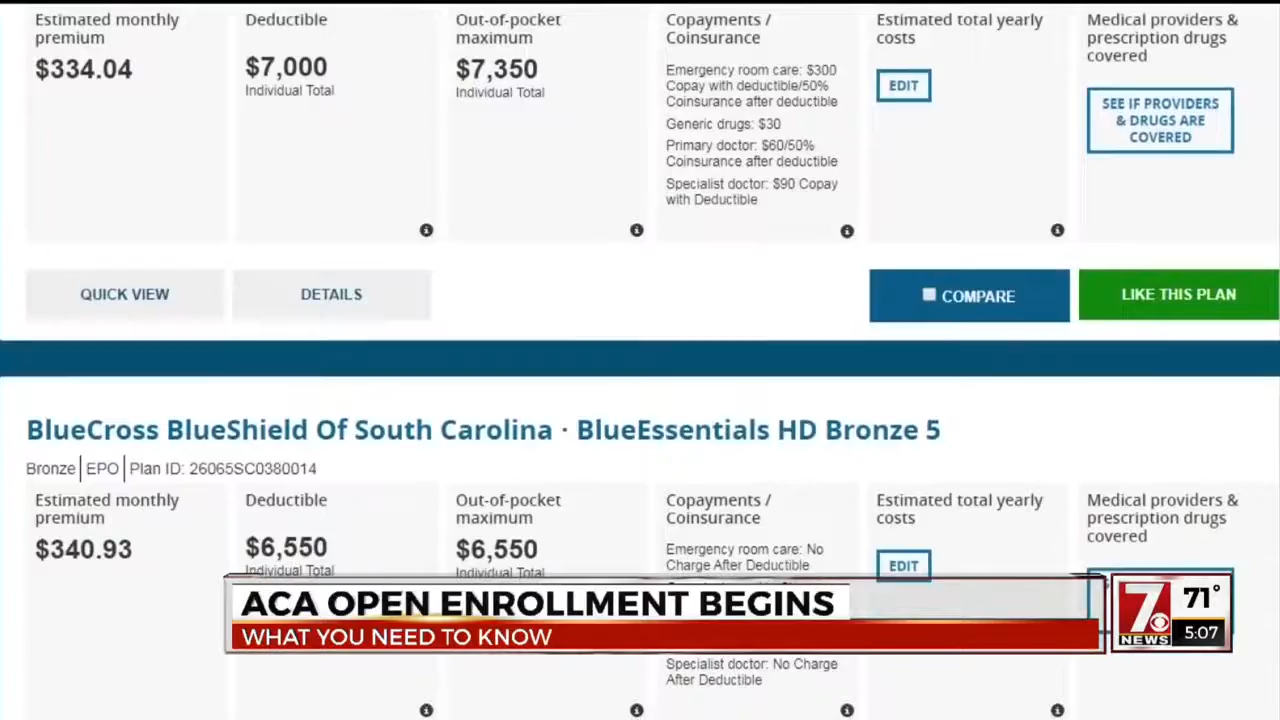 Estimated monthly
premium
$334.04
Deductible
$7,000
Individual Total
Out-of-pocket
maximum
$7,350
Individual Total
Copayments /
Coinsurance
Emergency room care: $300
Copay with deductible/50%
Coinsurance after deductible
Generic drugs: $30
Primary doctor: $60/50%
Coinsurance after deductible
Specialist doctor: $90 Copay
with Deductible
Estimated total yearly
costs
EDIT
Medical providers &
prescription drugs
covered
SEE IF PROVIDERS
& DRUGS ARE
COVERED
QUICK VIEW
DETAILS
COMPARE
LIKE THIS PLAN
BlueCross BlueShield Of South Carolina · BlueEssentials HD Bronze 5
Bronze | EPO | Plan ID: 26065SC0380014
Estimated monthly
premium
$340.93
Deductible
$6,550
Individual Total
Out-of-pocket
maximum
$6,550
Individual Total
Copayments /
Coinsurance
Emergency room care: No
Charge After Deductible
Specialist doctor: No Charge
After Deductible
Estimated total yearly
costs
EDIT
Medical providers &
prescription drugs
covered
ACA OPEN ENROLLMENT BEGINS
WHAT YOU NEED TO KNOW
7
NEWS
71°
5:07